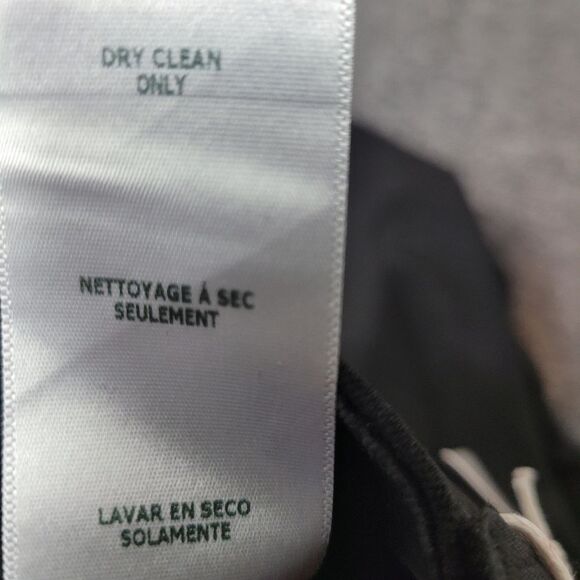 DRY CLEAN
ONLY
NETTOYAGE Á SEC
SEULEMENT
LAVAR EN SECO
SOLAMENTE